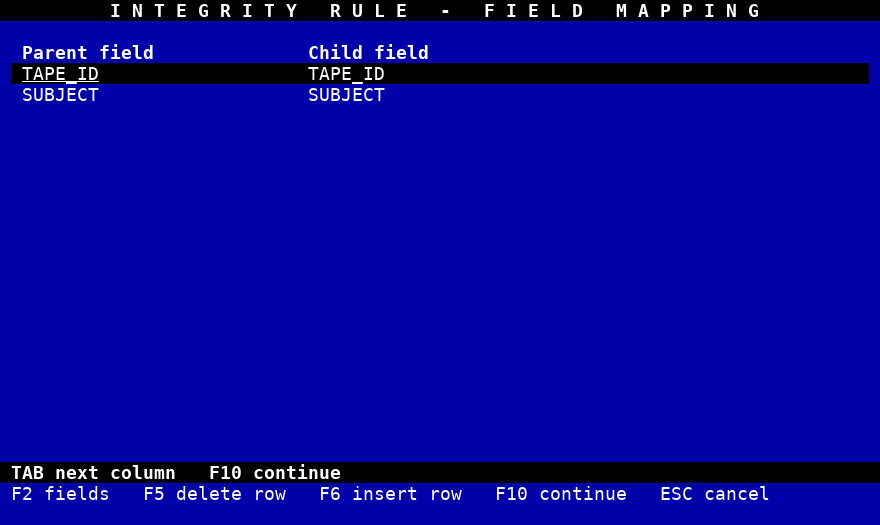 I N T E G R I T Y   R U L E   -   F I E L D   M A P P I N G
Parent field              Child field
TAPE_ID                   TAPE_ID
SUBJECT                   SUBJECT
TAB next column   F10 continue
F2 fields   F5 delete row   F6 insert row   F10 continue   ESC cancel